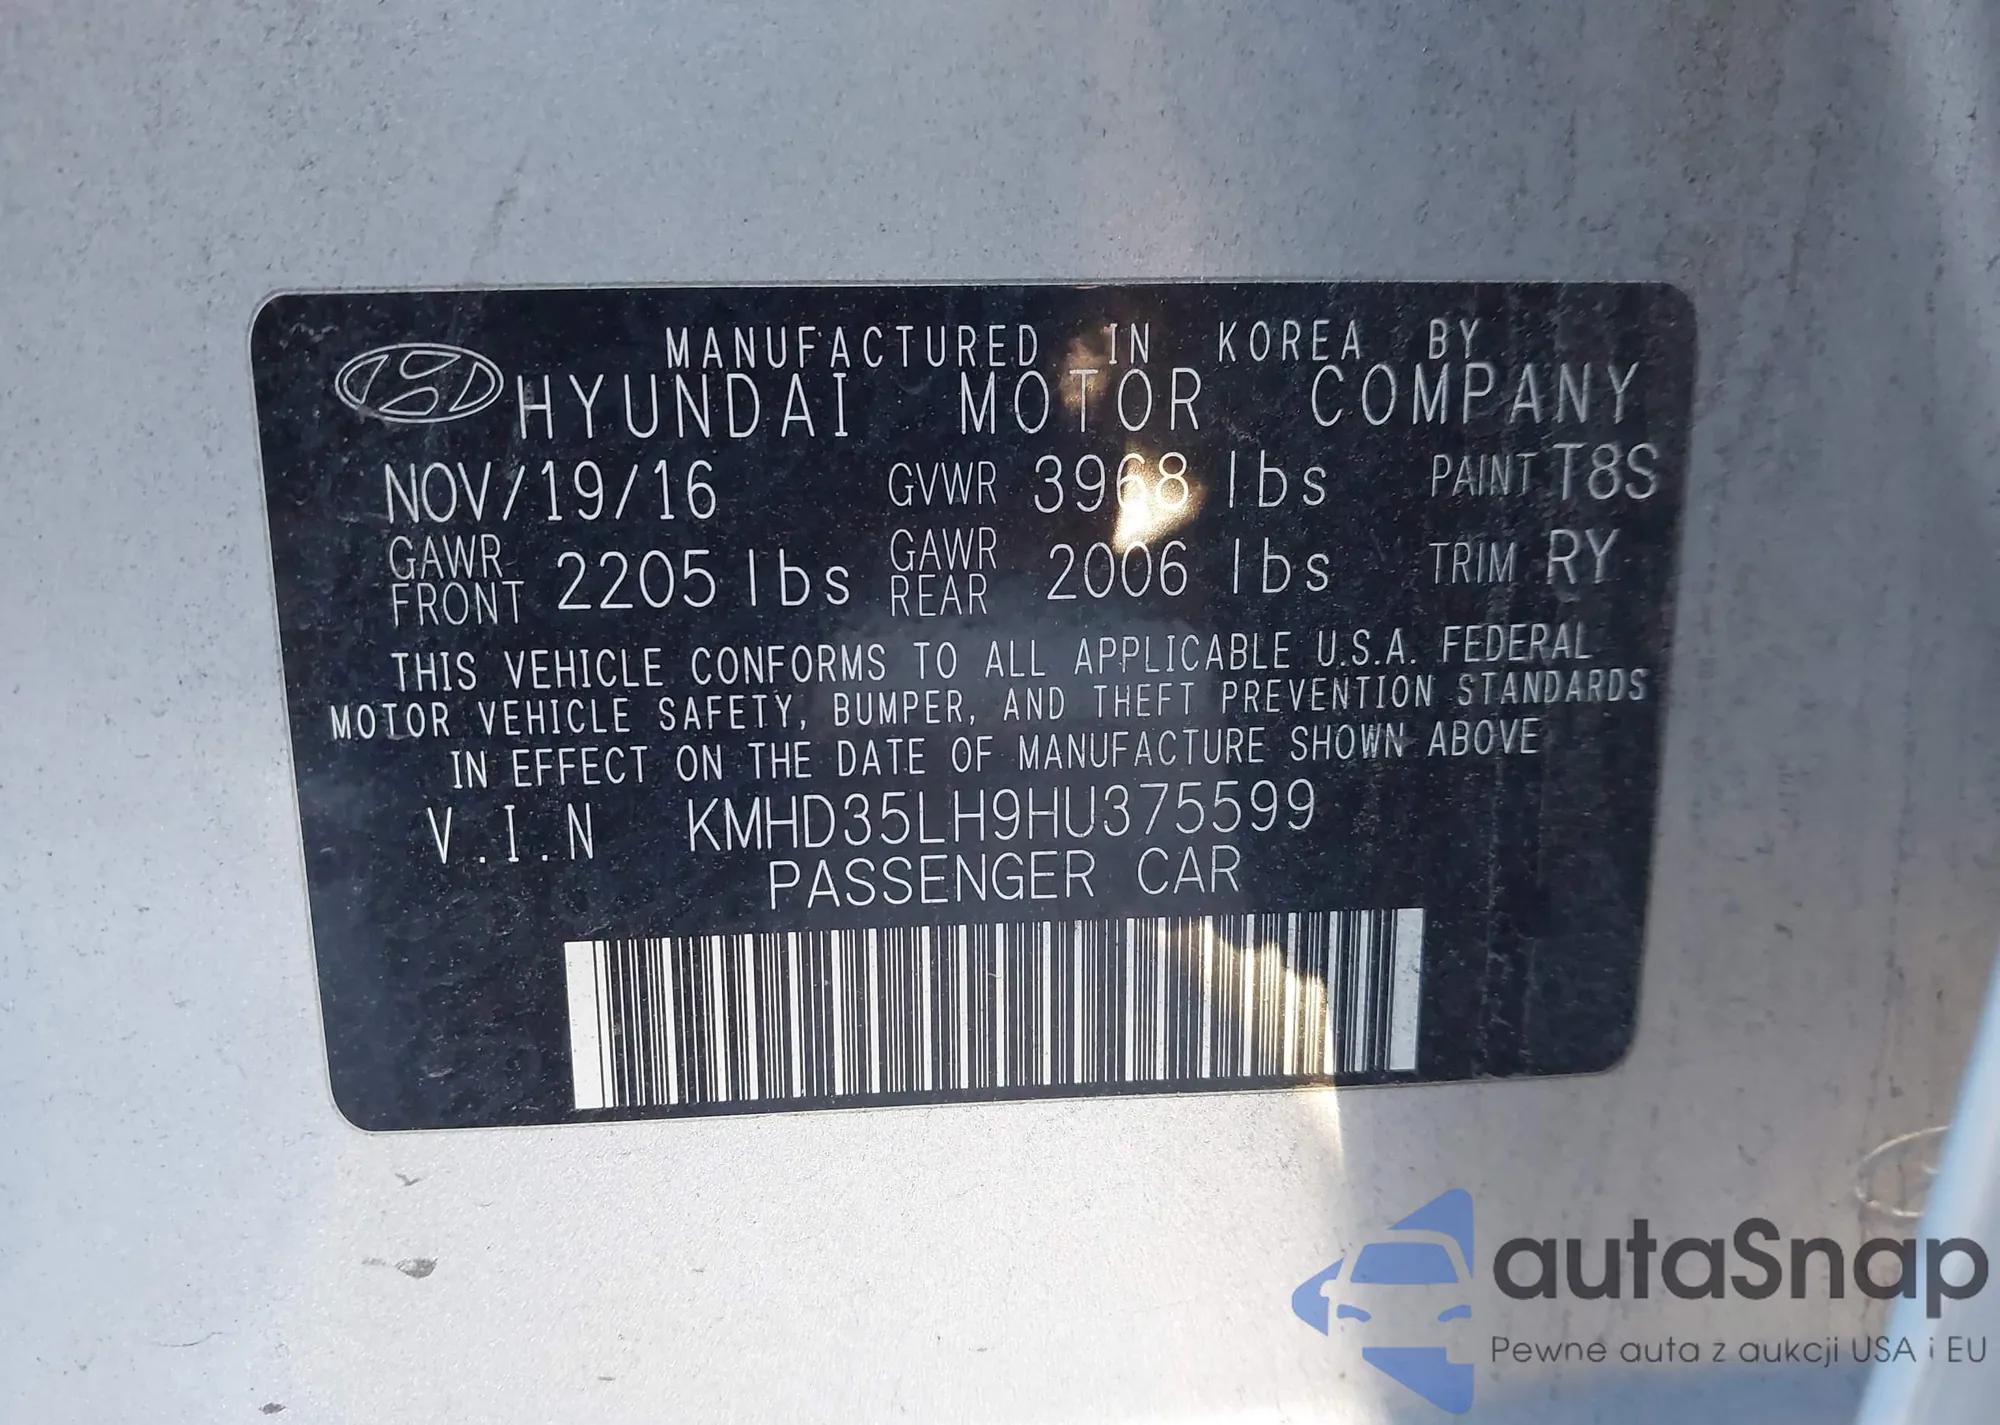 MANUFACTURED IN KOREA BY
HYUNDAI MOTOR COMPANY
NOV/19/16 GVWR 3968 lbs PAINT T8S
GAWR FRONT 2205 lbs GAWR REAR 2006 lbs TRIM RY
THIS VEHICLE CONFORMS TO ALL APPLICABLE U.S.A. FEDERAL
MOTOR VEHICLE SAFETY, BUMPER, AND THEFT PREVENTION STANDARDS
IN EFFECT ON THE DATE OF MANUFACTURE SHOWN ABOVE
V.I.N KMHD35LH9HU375599
PASSENGER CAR
autaSnap
Pewne auta z aukcji USA i EU